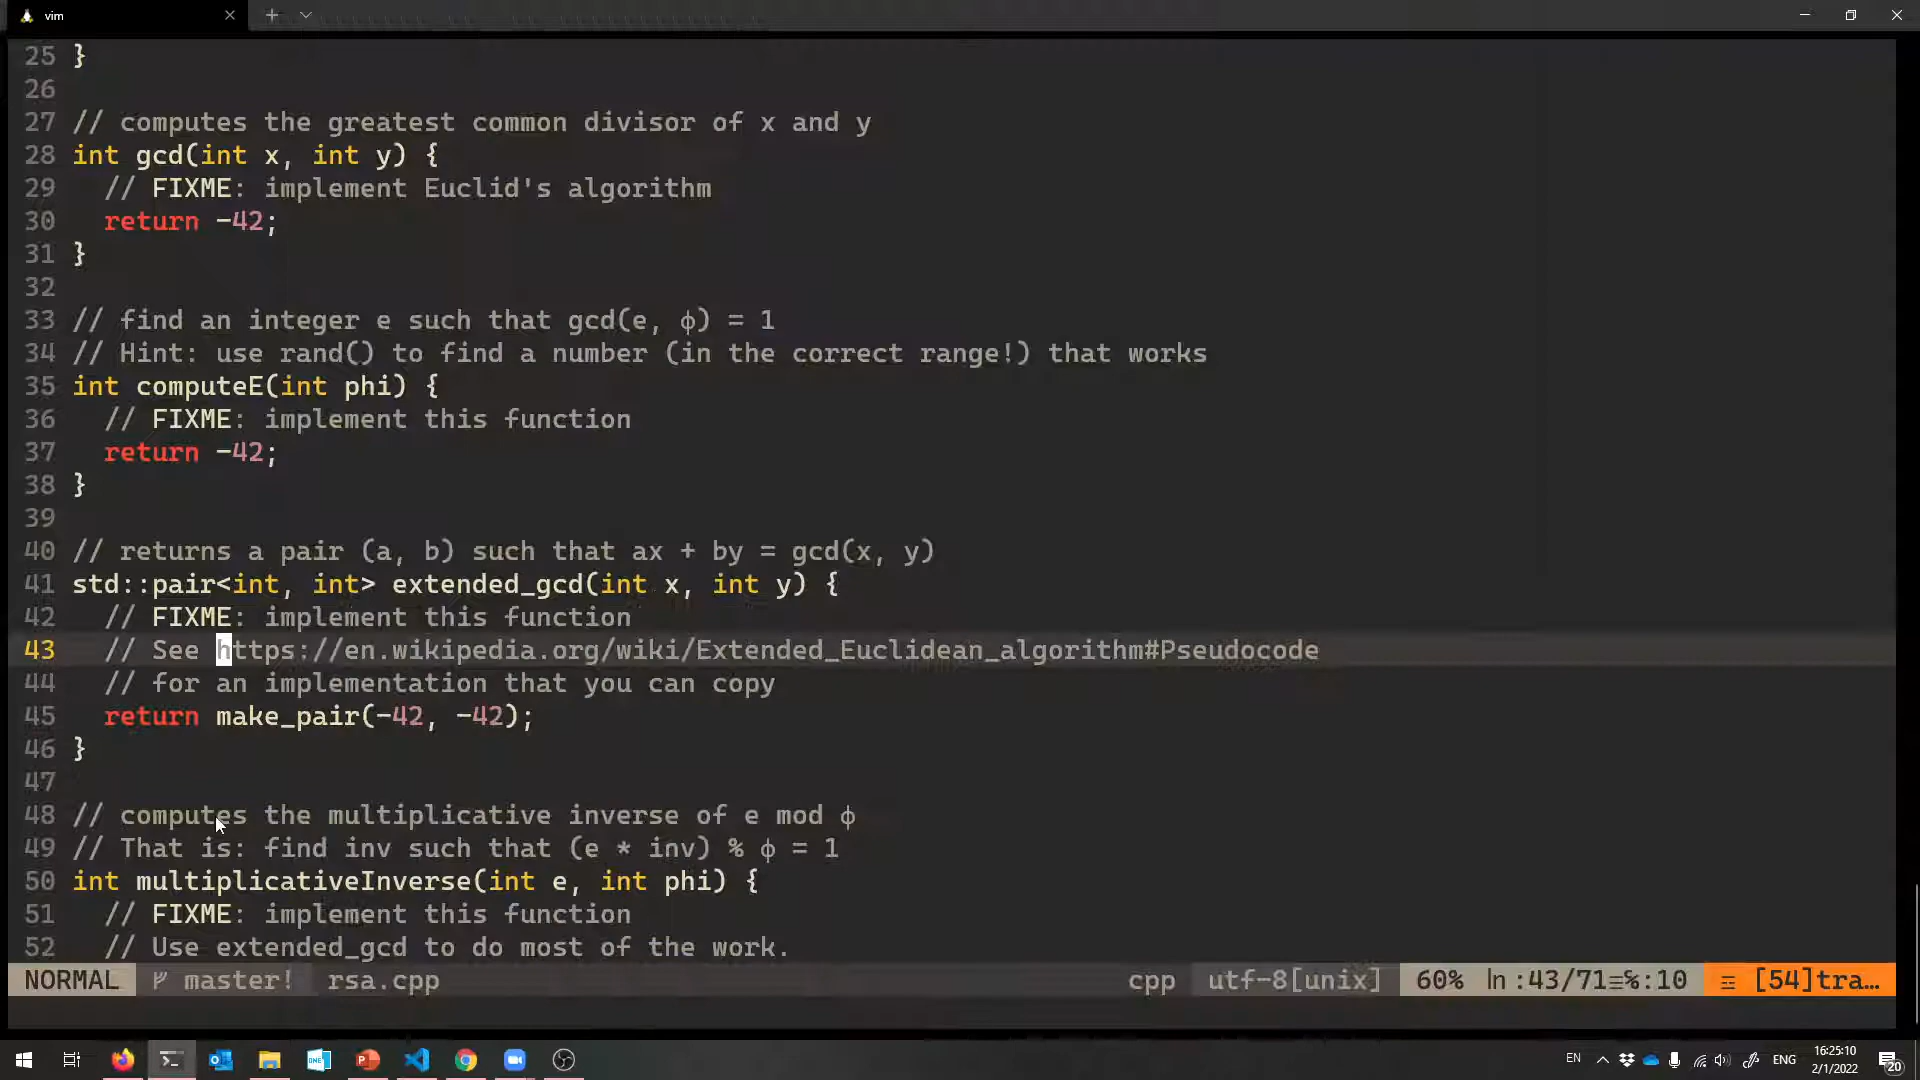 vim
25 }
26
27 // computes the greatest common divisor of x and y
28 int gcd(int x, int y) {
29   // FIXME: implement Euclid's algorithm
30   return -42;
31 }
32
33 // find an integer e such that gcd(e, ϕ) = 1
34 // Hint: use rand() to find a number (in the correct range!) that works
35 int computeE(int phi) {
36   // FIXME: implement this function
37   return -42;
38 }
39
40 // returns a pair (a, b) such that ax + by = gcd(x, y)
41 std::pair<int, int> extended_gcd(int x, int y) {
42   // FIXME: implement this function
43   // See https://en.wikipedia.org/wiki/Extended_Euclidean_algorithm#Pseudocode
44   // for an implementation that you can copy
45   return make_pair(-42, -42);
46 }
47
48 // computes the multiplicative inverse of e mod ϕ
49 // That is: find inv such that (e * inv) % ϕ = 1
50 int multiplicativeInverse(int e, int phi) {
51   // FIXME: implement this function
52   // Use extended_gcd to do most of the work.
NORMAL master! rsa.cpp cpp utf-8[unix] 60% ln :43/71≡%:10 ☲ [54]tra…
EN ENG 16:25:10
2/1/2022 20